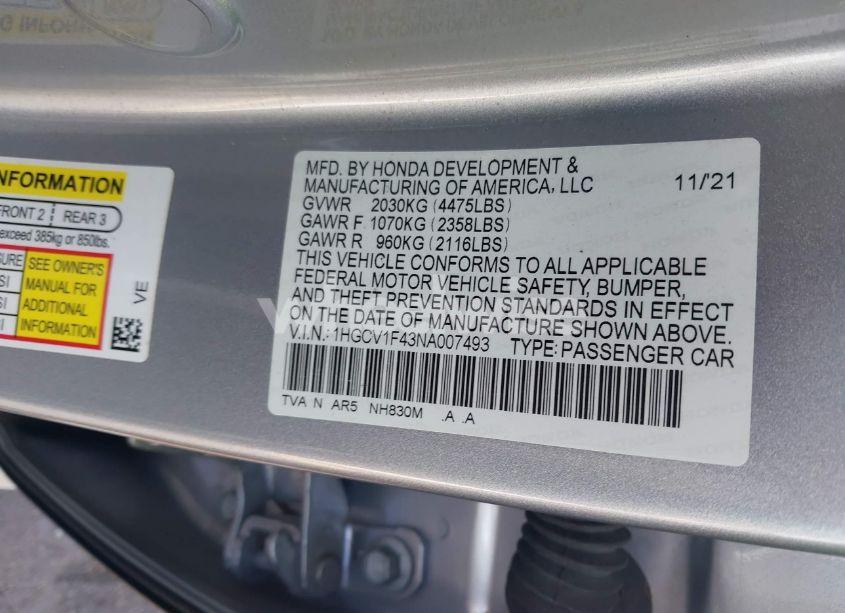 NFORMATION
FRONT 2 REAR 3
exceed 385kg or 850lbs.
SEE OWNER'S
MANUAL FOR
ADDITIONAL
INFORMATION
VE
MFD. BY HONDA DEVELOPMENT & 11/'21
MANUFACTURING OF AMERICA, LLC
GVWR 2030KG (4475LBS)
GAWR F 1070KG (2358LBS)
GAWR R 960KG (2116LBS)
THIS VEHICLE CONFORMS TO ALL APPLICABLE
FEDERAL MOTOR VEHICLE SAFETY, BUMPER,
AND THEFT PREVENTION STANDARDS IN EFFECT
ON THE DATE OF MANUFACTURE SHOWN ABOVE.
V.I.N.: 1HGCV1F43NA007493 TYPE: PASSENGER CAR
TVA N AR5 NH830M .A .A